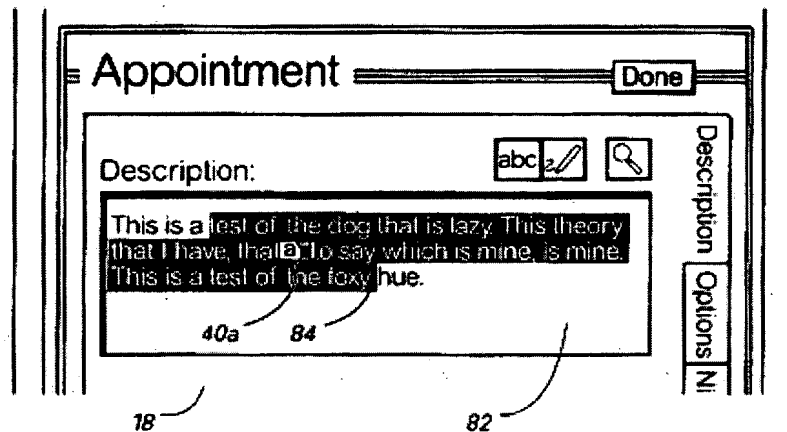 Appointment
Done
Description:
abc
This is a test of the dog that is lazy. This theory
that I have, that a "to say which is mine, is mine.
This is a test of the foxy hue.
40a
84
18
82
Description
Options
Ni